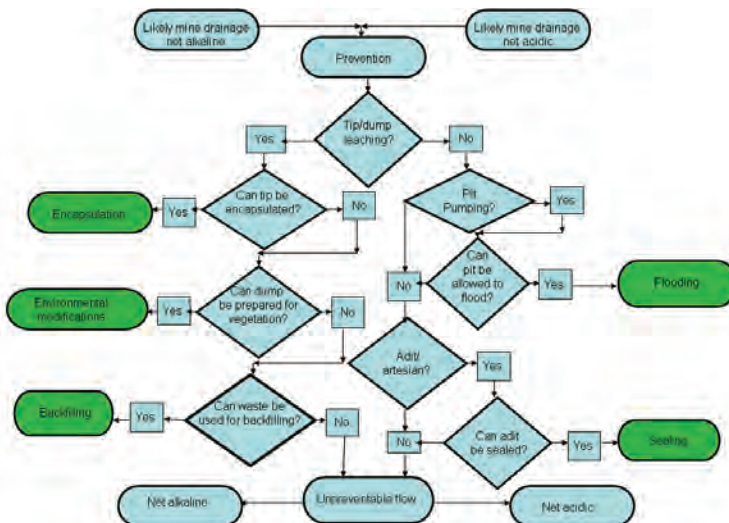 Likely mine drainage
net alkaline
Likely mine drainage
net acidic
Prevention
Tip/dump
leaching?
Yes
No
Can tip be
encapsulated?
Yes
No
Encapsulation
Pit
Pumping?
Yes
Can
pit be
allowed to
flood?
No
Yes
Flooding
Can dump
be prepared for
vegetation?
Yes
No
Environmental
modifications
Adit/
artesian?
Yes
Can waste be
used for backfilling?
Yes
No
Backfilling
No
Can adit
be sealed?
Yes
Sealing
Net alkaline
Unpreventable flow
Net acidic